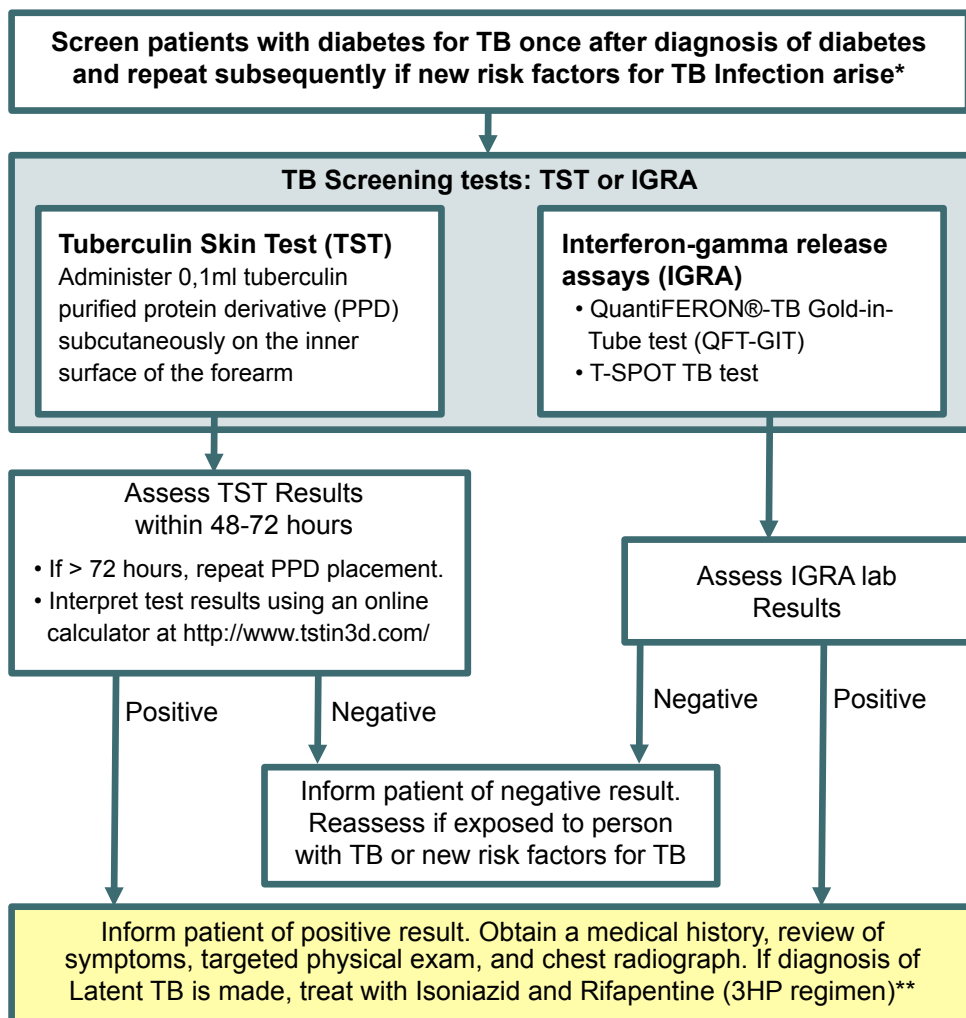 Screen patients with diabetes for TB once after diagnosis of diabetes
and repeat subsequently if new risk factors for TB Infection arise*
TB Screening tests: TST or IGRA
Tuberculin Skin Test (TST)
Administer 0,1ml tuberculin
purified protein derivative (PPD)
subcutaneously on the inner
surface of the forearm
Interferon-gamma release
assays (IGRA)
• QuantiFERON®-TB Gold-in-
Tube test (QFT-GIT)
• T-SPOT TB test
Assess TST Results
within 48-72 hours
• If > 72 hours, repeat PPD placement.
• Interpret test results using an online
calculator at http://www.tstin3d.com/
Assess IGRA lab
Results
Positive
Negative
Negative
Positive
Inform patient of negative result.
Reassess if exposed to person
with TB or new risk factors for TB
Inform patient of positive result. Obtain a medical history, review of
symptoms, targeted physical exam, and chest radiograph. If diagnosis of
Latent TB is made, treat with Isoniazid and Rifapentine (3HP regimen)**